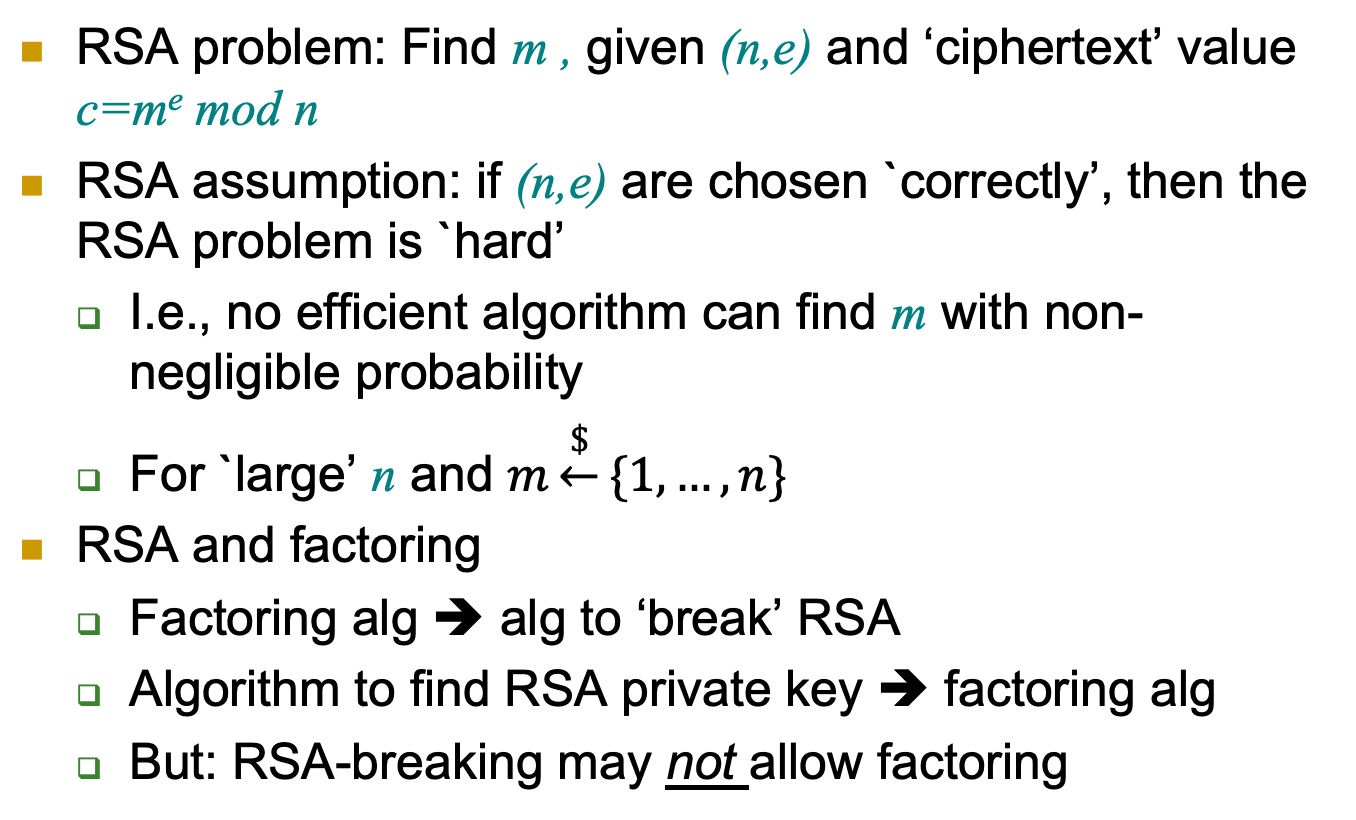 ■ RSA problem: Find m , given (n,e) and ‘ciphertext’ value
c=mᵉ mod n
■ RSA assumption: if (n,e) are chosen `correctly’, then the
RSA problem is `hard’
❑ I.e., no efficient algorithm can find m with non-
negligible probability
$
❑ For `large’ n and m ← {1, … , n}
■ RSA and factoring
❑ Factoring alg ➔ alg to ‘break’ RSA
❑ Algorithm to find RSA private key ➔ factoring alg
❑ But: RSA-breaking may not allow factoring